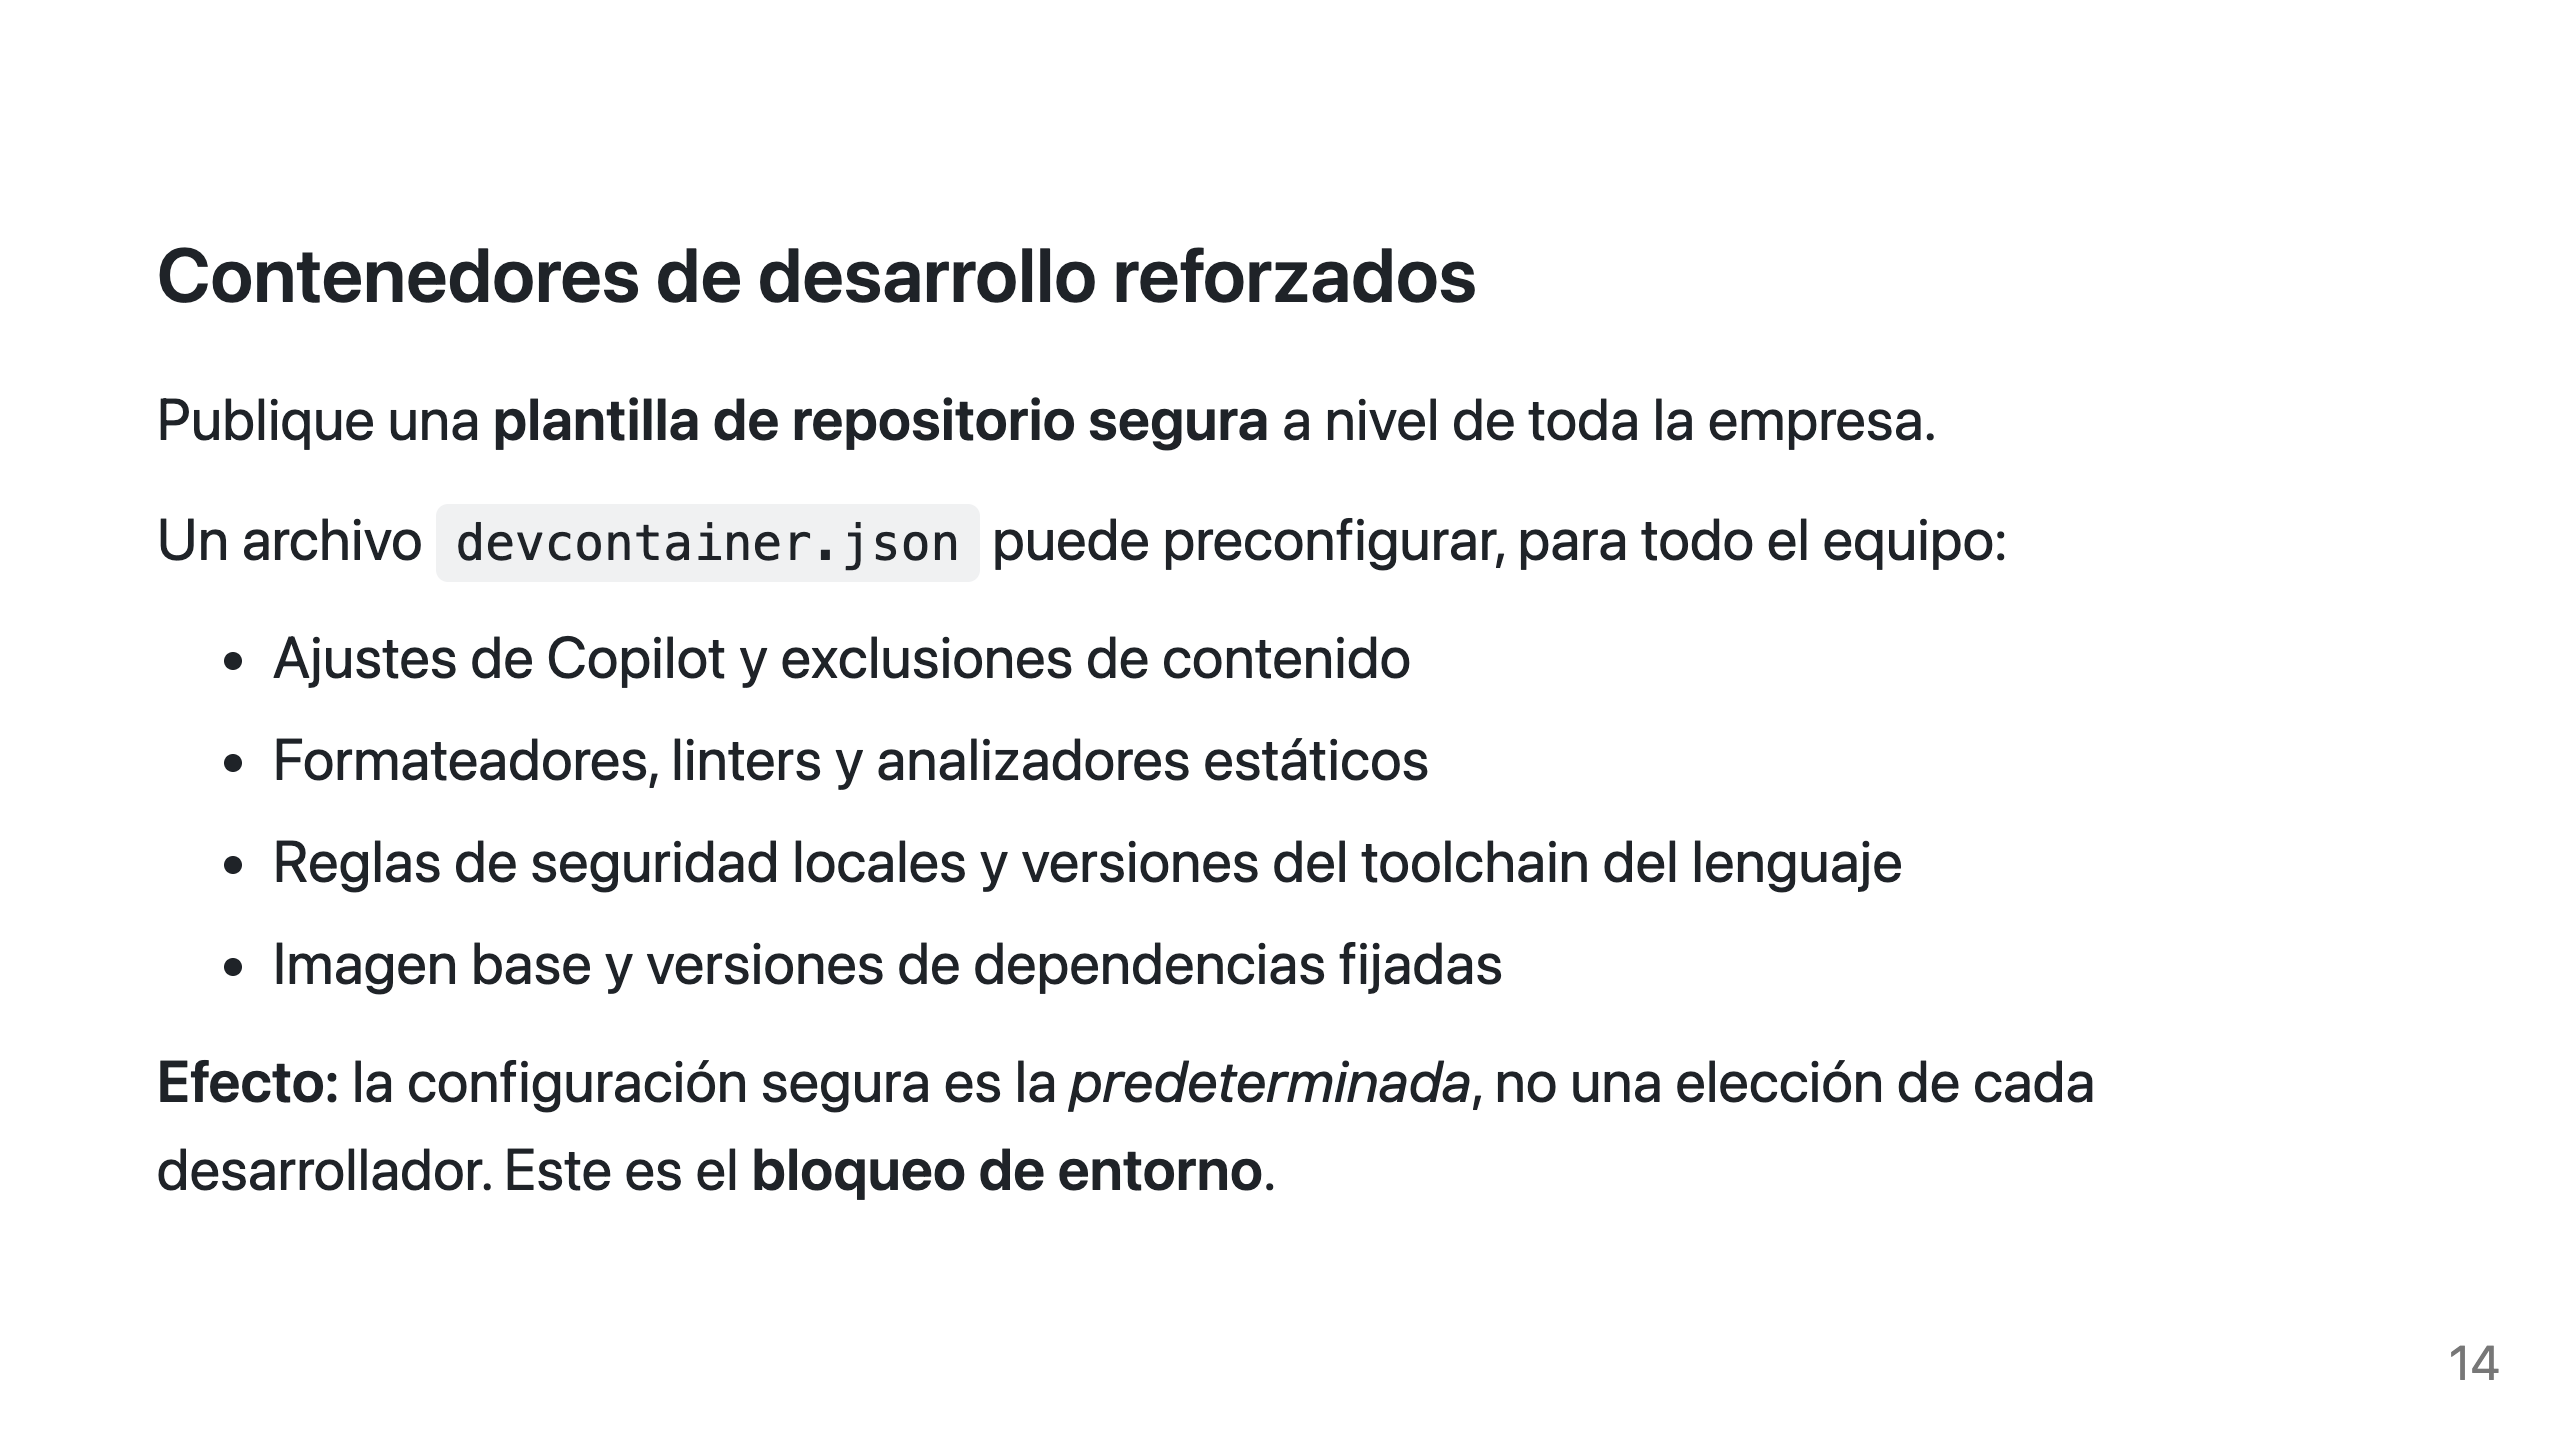 Contenedores de desarrollo reforzados
Publique una plantilla de repositorio segura a nivel de toda la empresa.
Un archivo devcontainer.json puede preconfigurar, para todo el equipo:
• Ajustes de Copilot y exclusiones de contenido
• Formateadores, linters y analizadores estáticos
• Reglas de seguridad locales y versiones del toolchain del lenguaje
• Imagen base y versiones de dependencias fijadas
Efecto: la configuración segura es la predeterminada, no una elección de cada
desarrollador. Este es el bloqueo de entorno.
14